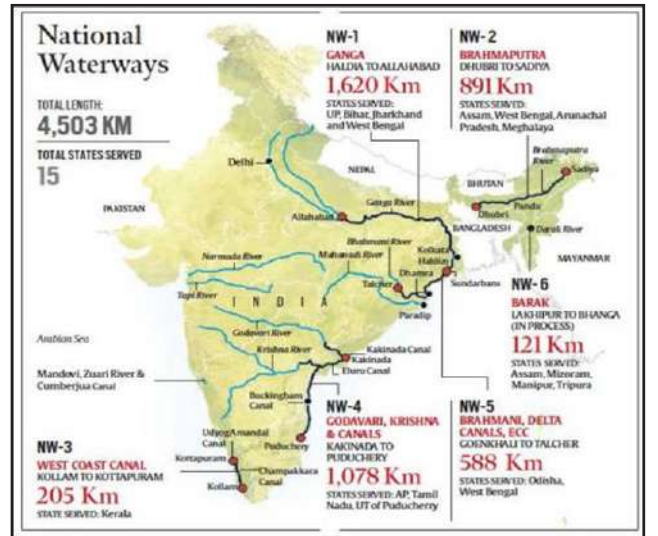 National
Waterways
TOTAL LENGTH:
4,503 KM
TOTAL STATES SERVED
15
NW-1
GANGA
HALDIA TO ALLAHABAD
1,620 Km
STATES SERVED:
UP, Bihar, Jharkhand
and West Bengal
NW- 2
BRAHMAPUTRA
DHUBRI TO SADIYA
891 Km
STATES SERVED:
Assam, West Bengal, Arunachal
Pradesh, Meghalaya
Delhi
NEPAL
Brahmaputra
River
Sadiya
BHUTAN
Pandu
Dhubri
PAKISTAN
Ganga River
Allahabad
BANGLADESH
Barak River
MAYANMAR
Narmada River
Bhahmani River
Mahanadi River
Kolkata
Haldia
Sundarbans
Dhamra
Talcher
Paradip
Tapi River
INDIA
NW- 6
BARAK
LAKHIPUR TO BHANGA
(IN PROCESS)
121 Km
STATES SERVED:
Assam, Mizoram,
Manipur, Tripura
Arabian Sea
Godavari River
Krishna River
Kakinada Canal
Kakinada
Eluru Canal
Mandovi, Zuari River &
Cumberjua Canal
Buckingham
Canal
NW-4
GODAVARI, KRISHNA
& CANALS
KAKINADA TO
PUDUCHERY
1,078 Km
STATES SERVED: AP, Tamil
Nadu, UT of Puducherry
NW-5
BRAHMANI, DELTA
CANALS, ECC
GOENKHALI TO TALCHER
588 Km
STATES SERVED: Odisha,
West Bengal
Udyog Amandal
Canal
Puduchery
Kottapuram
Champakkara
Canal
Kollam
NW-3
WEST COAST CANAL
KOLLAM TO KOTTAPURAM
205 Km
STATE SERVED: Kerala